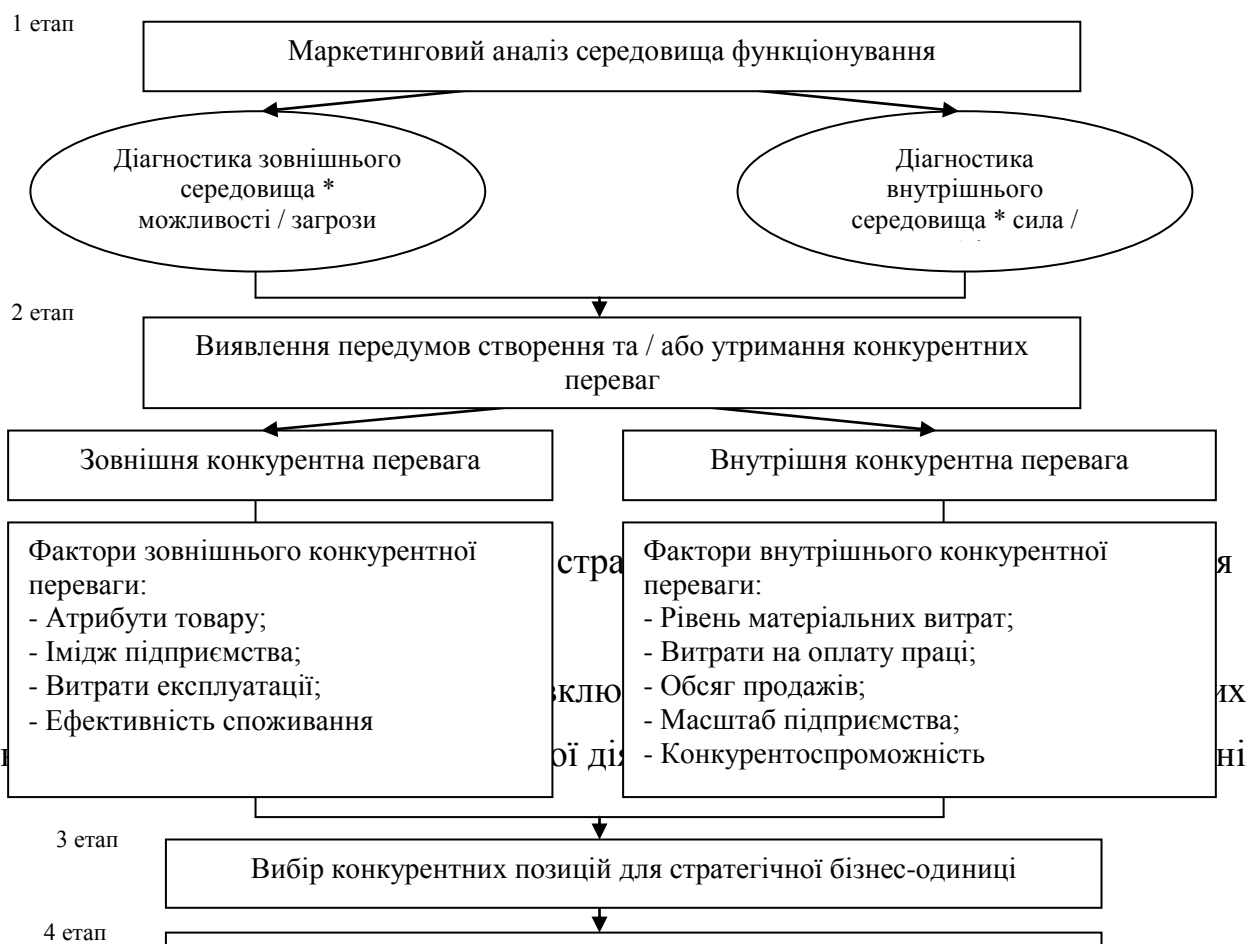 1 етап
Маркетинговий аналіз середовища функціонування
Діагностика зовнішнього
середовища *
можливості / загрози
Діагностика
внутрішнього
середовища * сила /
2 етап
Виявлення передумов створення та / або утримання конкурентних
переваг
Зовнішня конкурентна перевага
Внутрішня конкурентна перевага
Фактори зовнішнього конкурентної
переваги:
- Атрибути товару;
- Імідж підприємства;
- Витрати експлуатації;
- Ефективність споживання
Фактори внутрішнього конкурентної
переваги:
- Рівень матеріальних витрат;
- Витрати на оплату праці;
- Обсяг продажів;
- Масштаб підприємства;
- Конкурентоспроможність
3 етап
Вибір конкурентних позицій для стратегічної бізнес-одиниці
4 етап